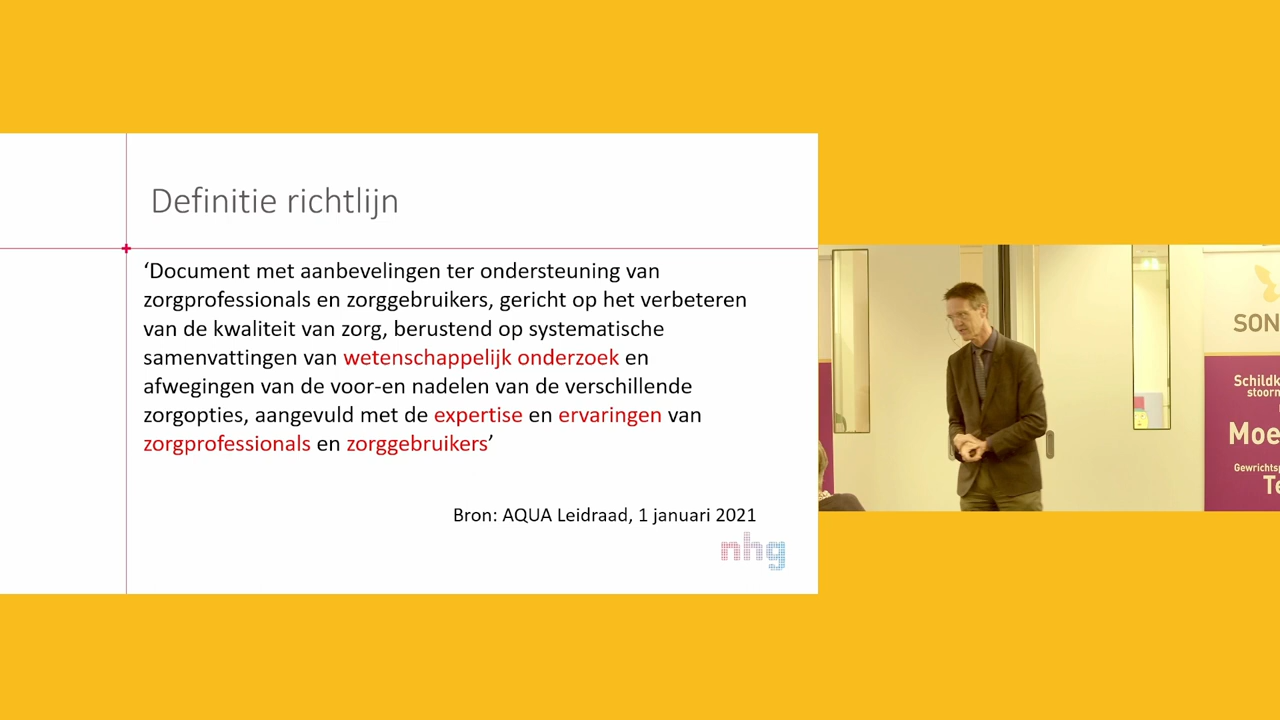 Definitie richtlijn
‘Document met aanbevelingen ter ondersteuning van
zorgprofessionals en zorggebruikers, gericht op het verbeteren
van de kwaliteit van zorg, berustend op systematische
samenvattingen van wetenschappelijk onderzoek en
afwegingen van de voor-en nadelen van de verschillende
zorgopties, aangevuld met de expertise en ervaringen van
zorgprofessionals en zorggebruikers’
Bron: AQUA Leidraad, 1 januari 2021
nhg
SON
Schildk
stoorn
Moe
Gewrichtsp
Te